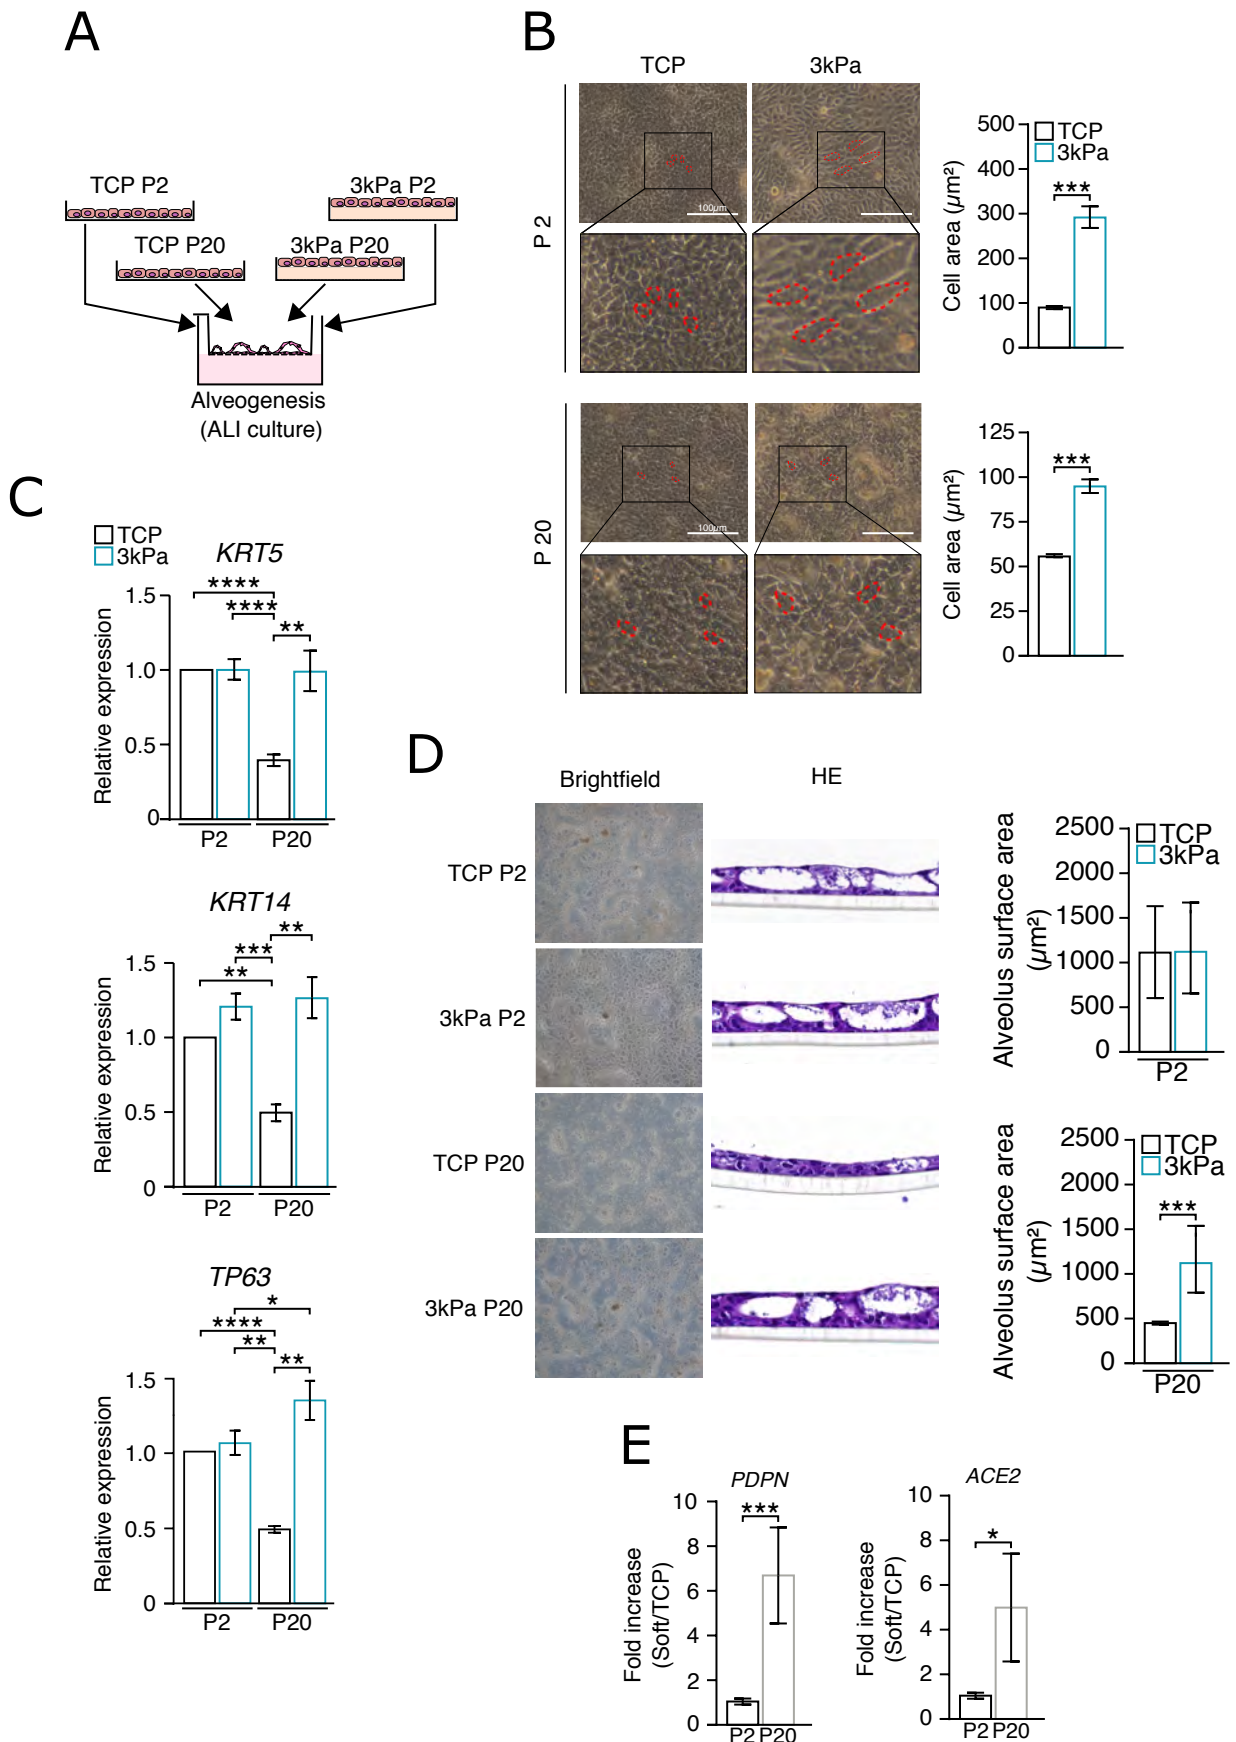 A
TCP P2
3kPa P2
TCP P20
3kPa P20
Alveogenesis
(ALI culture)
B
TCP
3kPa
P 2
100µm
500
400
300
200
100
0
Cell area (µm²)
TCP
3kPa
***
P 20
100µm
125
100
75
50
25
0
Cell area (µm²)
***
C
TCP
3kPa
KRT5
****
****
**
1.5
1.0
0.5
0
Relative expression
P2
P20
KRT14
**
***
**
1.5
1.0
0.5
0
Relative expression
P2
P20
TP63
*
****
**
**
1.5
1.0
0.5
0
Relative expression
P2
P20
D
Brightfield
HE
TCP P2
3kPa P2
TCP P20
3kPa P20
Alveolus surface area
(µm²)
2500
2000
1500
1000
500
0
TCP
3kPa
P2
Alveolus surface area
(µm²)
2500
2000
1500
1000
500
0
TCP
3kPa
***
P20
E
PDPN
***
10
8
6
4
2
0
Fold increase
(Soft/TCP)
P2 P20
ACE2
*
10
8
6
4
2
0
Fold increase
(Soft/TCP)
P2 P20